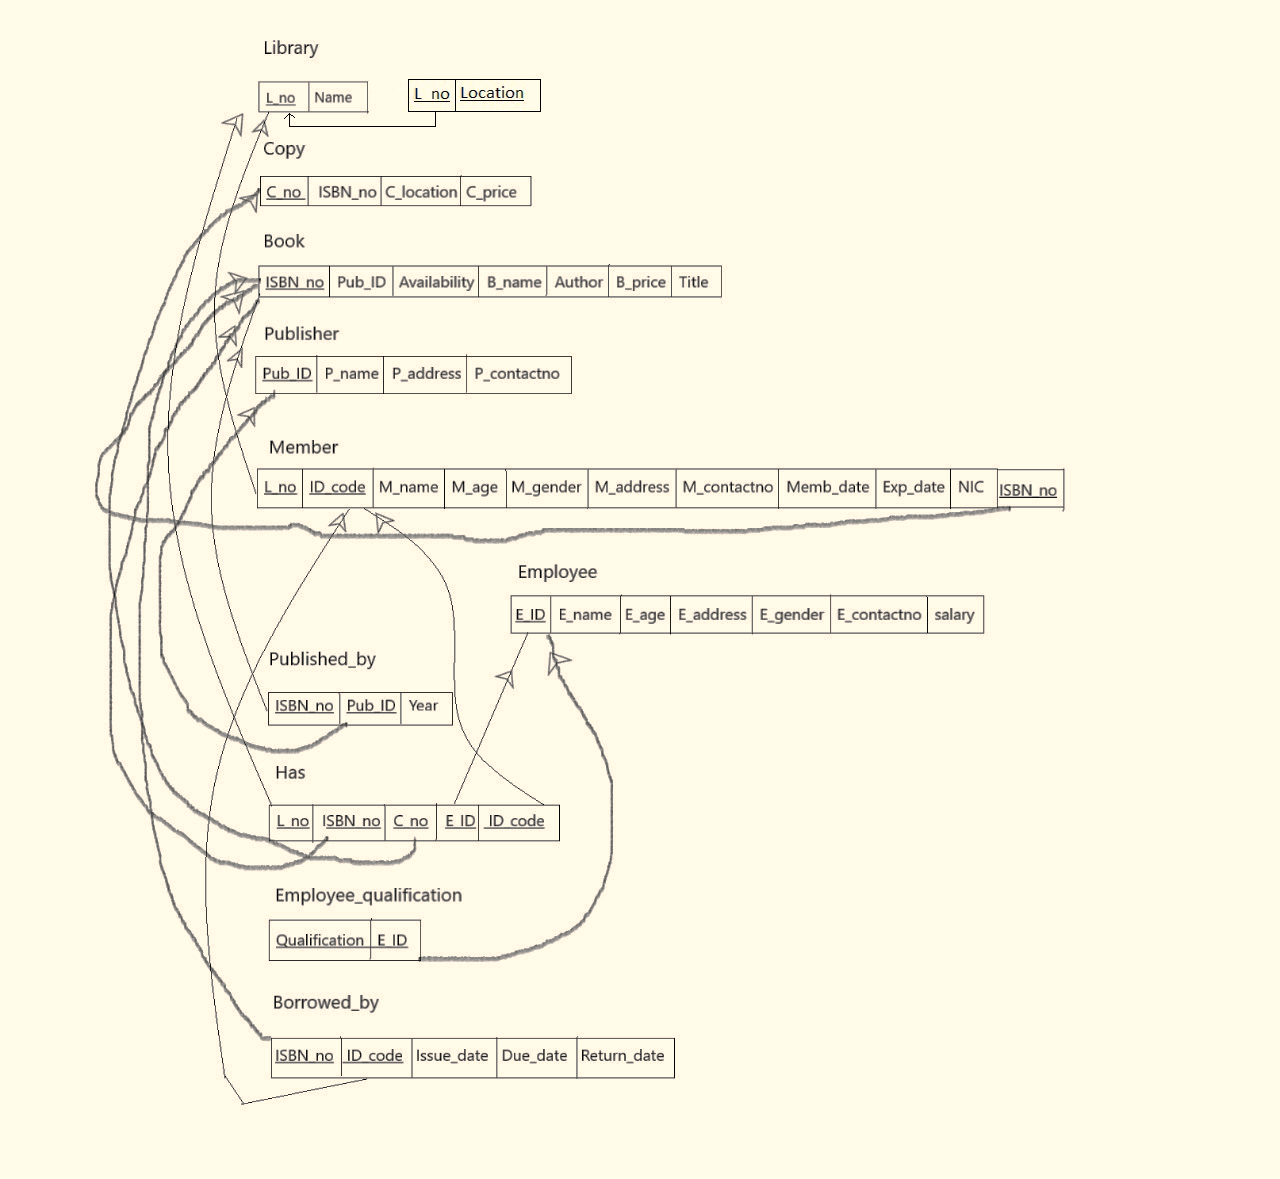 Library
L_no Name L_no Location
Copy
C_no ISBN_no C_location C_price
Book
ISBN_no Pub_ID Availability B_name Author B_price Title
Publisher
Pub_ID P_name P_address P_contactno
Member
L_no ID_code M_name M_age M_gender M_address M_contactno Memb_date Exp_date NIC ISBN_no
Employee
E_ID E_name E_age E_address E_gender E_contactno salary
Published_by
ISBN_no Pub_ID Year
Has
L_no ISBN_no C_no E_ID ID_code
Employee_qualification
Qualification E_ID
Borrowed_by
ISBN_no ID_code Issue_date Due_date Return_date